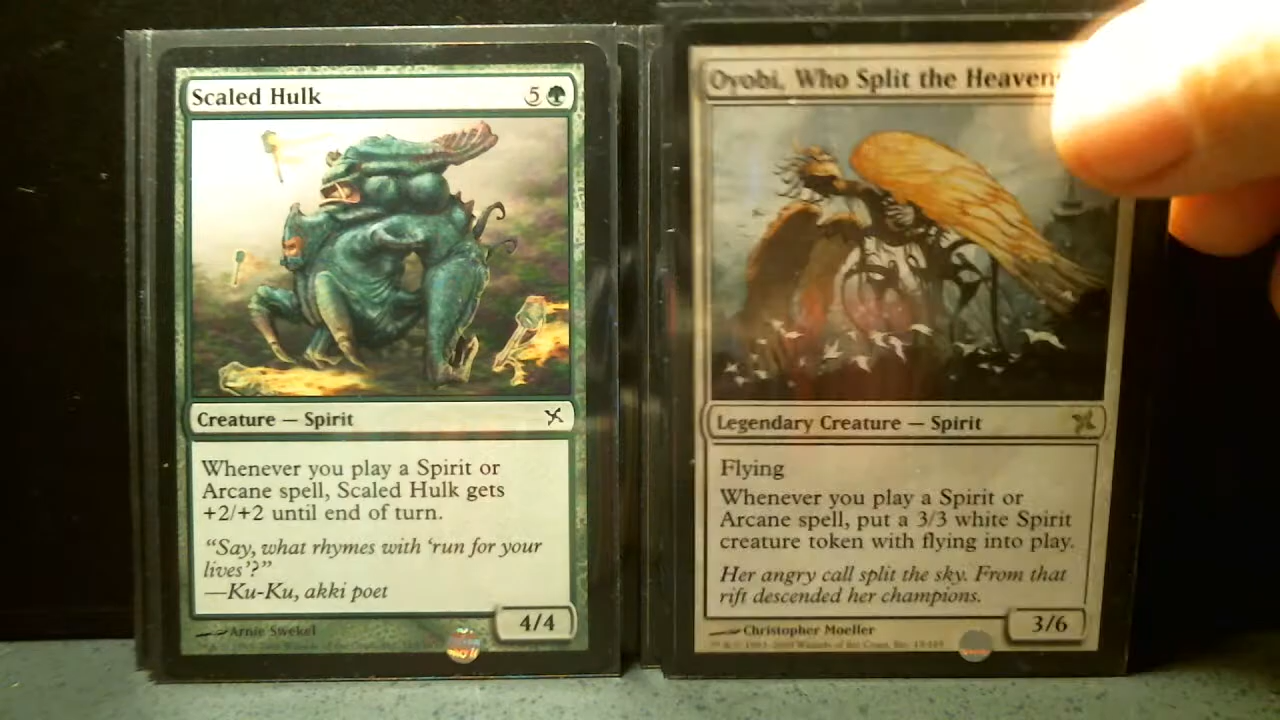 Scaled Hulk
5
Creature — Spirit
Whenever you play a Spirit or
Arcane spell, Scaled Hulk gets
+2/+2 until end of turn.
"Say, what rhymes with 'run for your
lives'?"
—Ku-Ku, akki poet
4/4
Arnie Swekel
Oyobi, Who Split the Heavens
Legendary Creature — Spirit
Flying
Whenever you play a Spirit or
Arcane spell, put a 3/3 white Spirit
creature token with flying into play.
Her angry call split the sky. From that
rift descended her champions.
3/6
Christopher Moeller